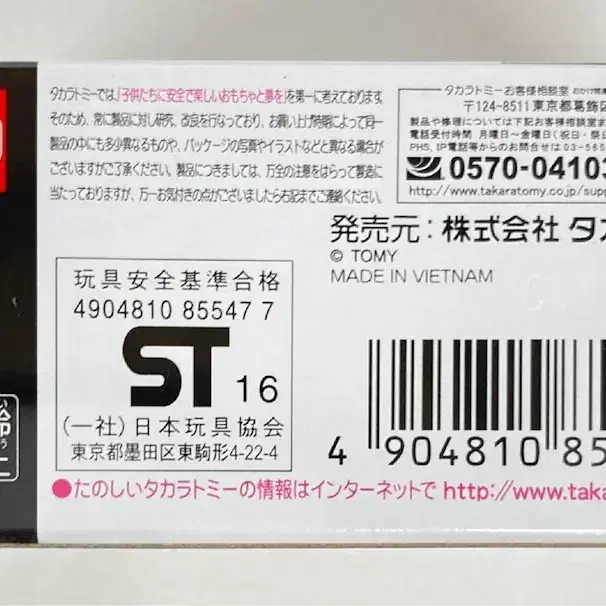 タカラトミーでは「子供たちに安全で楽しいおもちゃと夢を」を第一に考えております。
そのため、常に製品に対し研究、改良を行なっており、お買い上げ時期によって同一
製品の中にも多少異なるものや、パッケージの写真やイラストなどと異なる場合が
ございますがご了承ください。製品につきましては、万全の注意をはらって製造に
当たっておりますが、万一お気付きの点がございましたら右記までご連絡ください。
タカラトミーお客様相談室
〒124-8511 東京都葛飾区
製品や修理については下記お客様相談室ま
電話受付時間 月曜日〜金曜日(祝日・祭
PHS、IP電話等からのお問合せは 03-565
0570-04103
http://www.takaratomy.co.jp/supp
発売元:株式会社 タカ
© TOMY
MADE IN VIETNAM
玩具安全基準合格
4904810 85547 7
ST 16
(一社)日本玩具協会
東京都墨田区東駒形4-22-4
4 904810 85
●たのしいタカラトミーの情報はインターネットで http://www.taka
齢